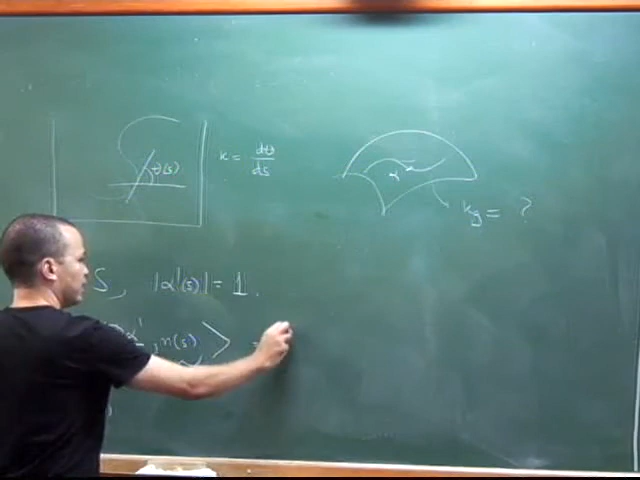 θ(s)
k = dθ/ds
α
kg = ?
S, |α'(s)| = 1.
α', n(s) > =